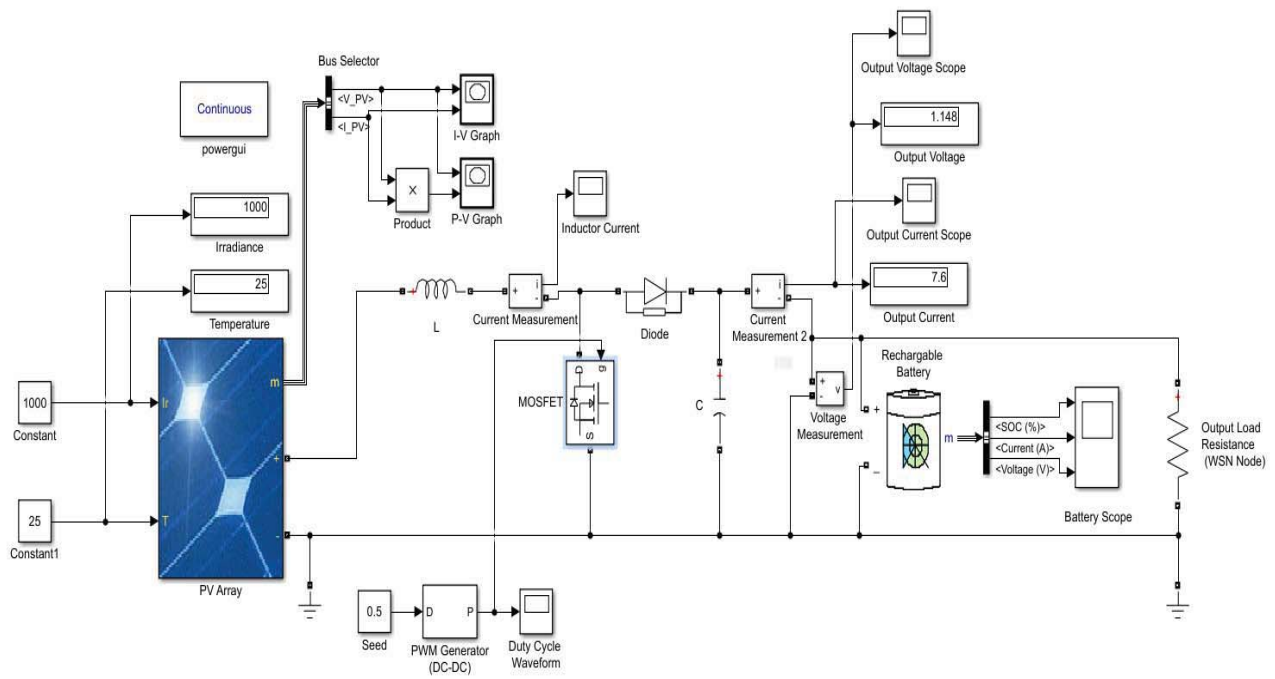 Bus Selector
<V_PV>
<I_PV>
Continuous
powergui
I-V Graph
X
Product
P-V Graph
1000
Irradiance
25
Temperature
Inductor Current
Output Voltage Scope
1.148
Output Voltage
Output Current Scope
7.6
Output Current
+
L
+
i
-
Current Measurement
Diode
+
i
-
Current
Measurement 2
MOSFET
g
D
S
+
C
+
-
v
Voltage
Measurement
Rechargable
Battery
+
_
m
<SOC (%)>
<Current (A)>
<Voltage (V)>
Battery Scope
+
Output Load
Resistance
(WSN Node)
1000
Constant
25
Constant1
Ir
T
m
+
-
PV Array
0.5
Seed
D
P
PWM Generator
(DC-DC)
Duty Cycle
Waveform